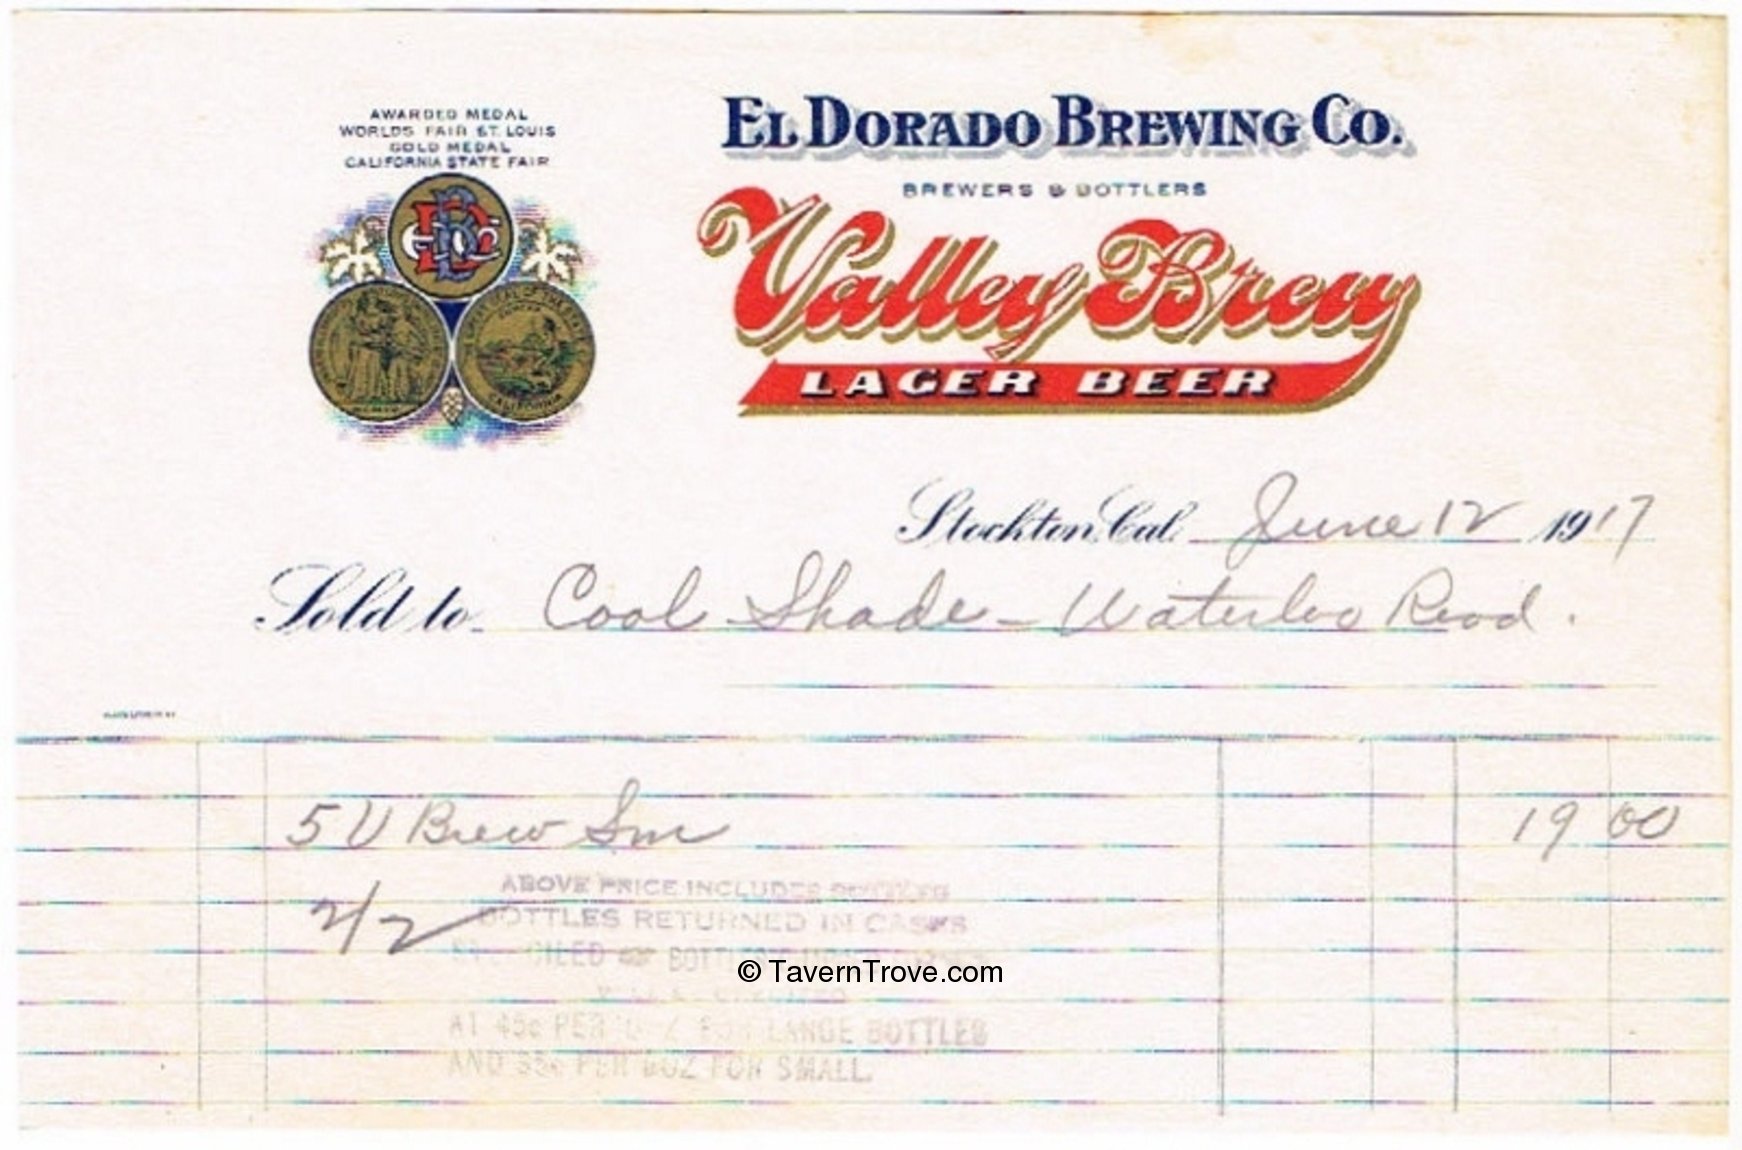 AWARDED MEDAL
WORLDS FAIR ST. LOUIS
GOLD MEDAL
CALIFORNIA STATE FAIR
EL DORADO BREWING CO.
BREWERS & BOTTLERS
Valley Brew
LAGER BEER
Stockton, Cal. June 12 1917
Sold to Cool Shade - Waterloo Road.
5 V Brew Sm 19 00
2/2
ABOVE PRICE INCLUDES BOTTLES
BOTTLES RETURNED IN CASES
© TavernTrove.com
AT 45c PER FOR LARGE BOTTLES
AND PER DOZ FOR SMALL.
CALIFORNIA